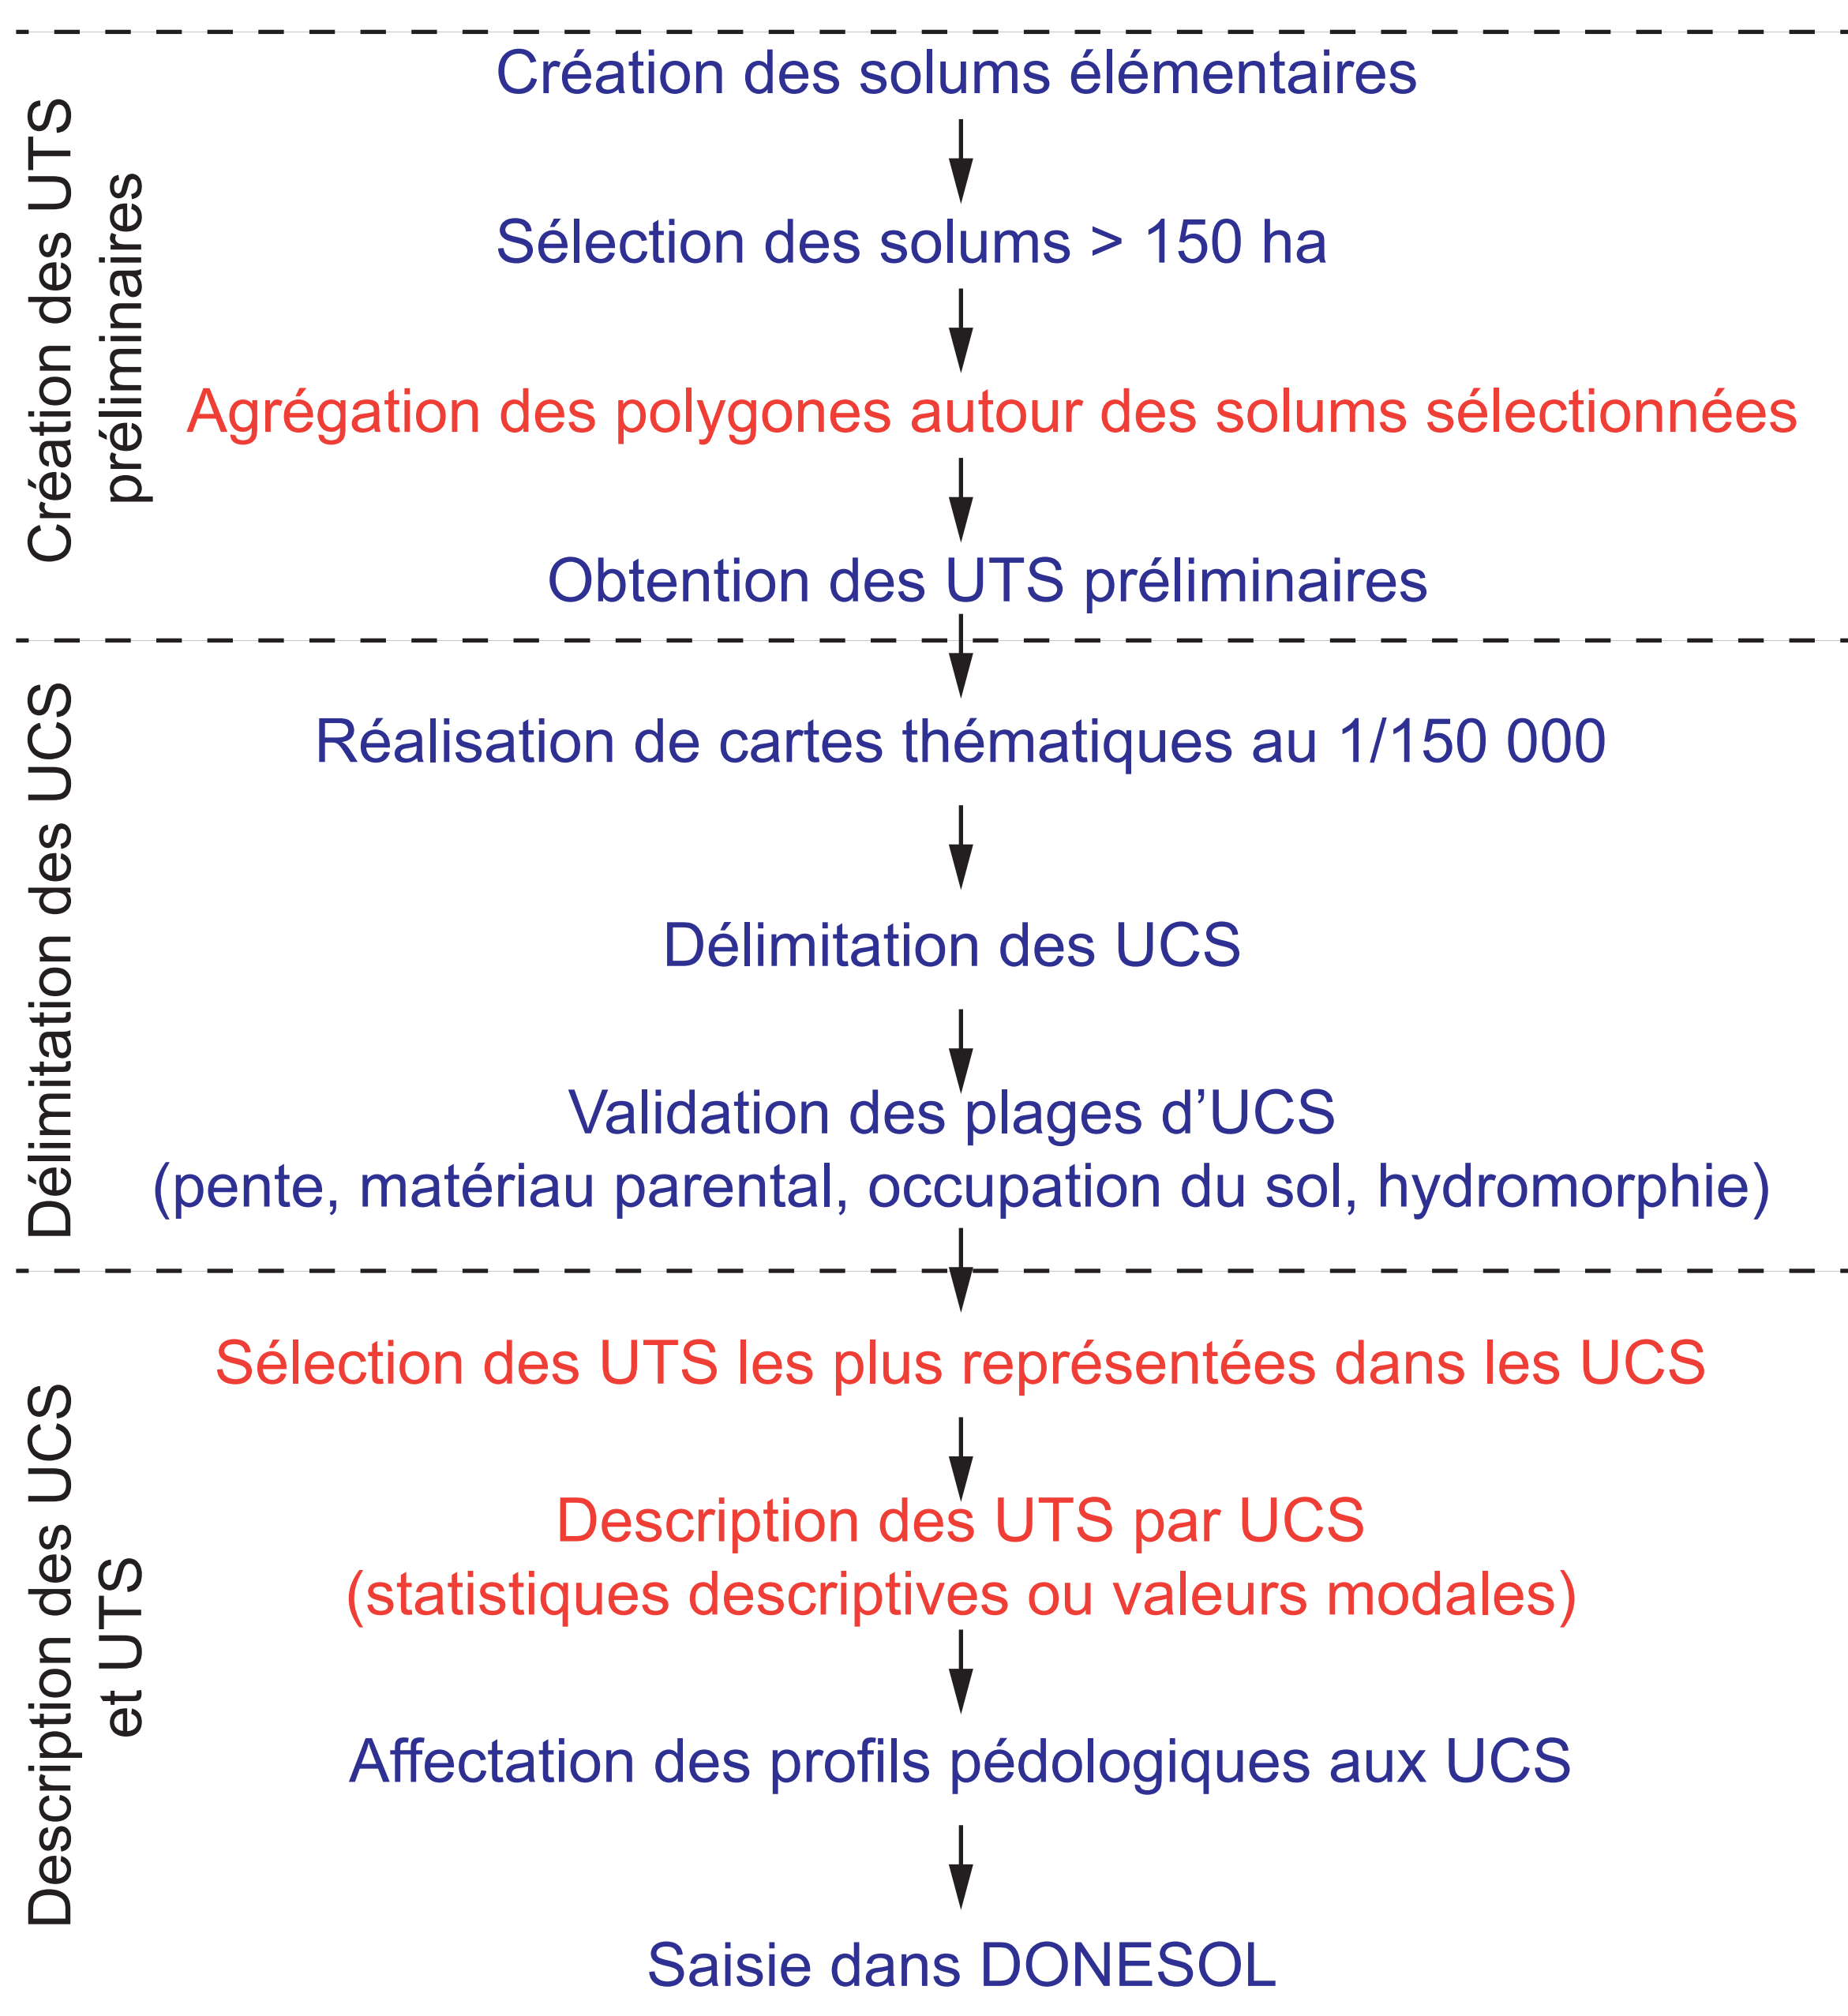 Création des UTS
préliminaires
Création des solums élémentaires
Sélection des solums > 150 ha
Agrégation des polygones autour des solums sélectionnées
Obtention des UTS préliminaires
Délimitation des UCS
Réalisation de cartes thématiques au 1/150 000
Délimitation des UCS
Validation des plages d’UCS
(pente, matériau parental, occupation du sol, hydromorphie)
Description des UCS
et UTS
Sélection des UTS les plus représentées dans les UCS
Description des UTS par UCS
(statistiques descriptives ou valeurs modales)
Affectation des profils pédologiques aux UCS
Saisie dans DONESOL